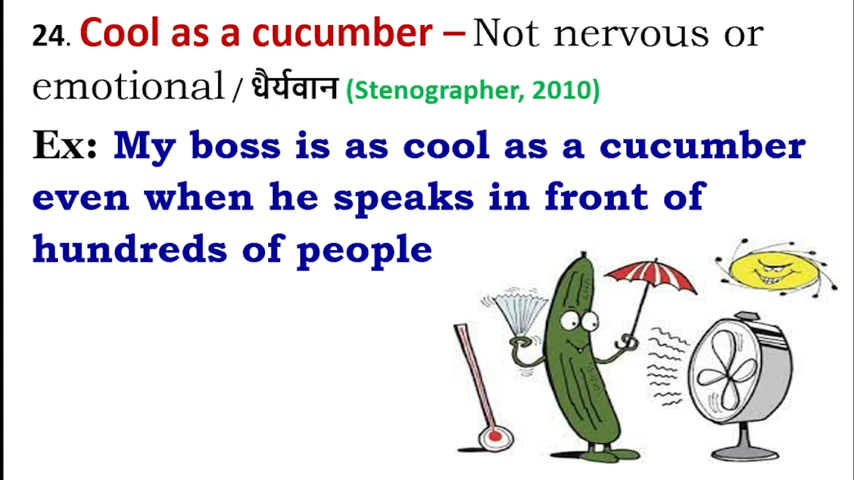 24. Cool as a cucumber – Not nervous or
emotional / धैर्यवान (Stenographer, 2010)
Ex: My boss is as cool as a cucumber
even when he speaks in front of
hundreds of people